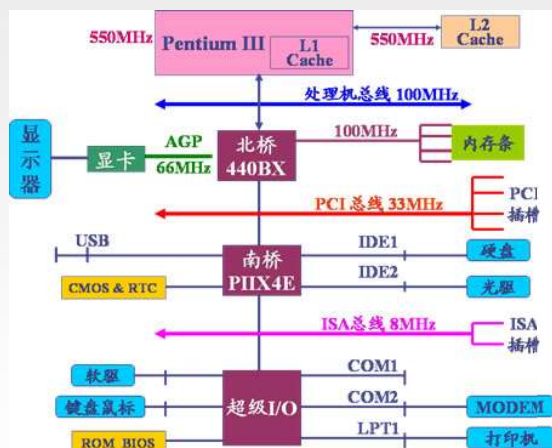 550MHz
Pentium III
L1
Cache
550MHz
L2
Cache
处理机总线 100MHz
显示器
显卡
AGP
66MHz
北桥
440BX
100MHz
内存条
PCI 总线 33MHz
PCI
插槽
USB
南桥
PIIX4E
IDE1
硬盘
CMOS & RTC
IDE2
光驱
ISA总线 8MHz
ISA
插槽
软驱
COM1
键盘鼠标
超级I/O
COM2
MODEM
ROM BIOS
LPT1
打印机